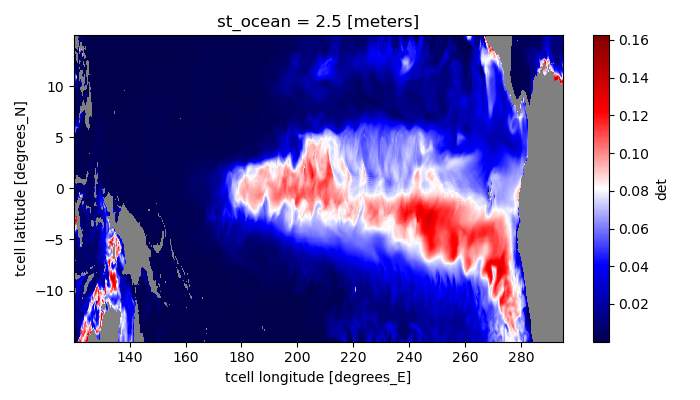 st_ocean = 2.5 [meters]
10
5
0
−5
−10
tcell latitude [degrees_N]
140 160 180 200 220 240 260 280
tcell longitude [degrees_E]
0.16
0.14
0.12
0.10
0.08
0.06
0.04
0.02
det